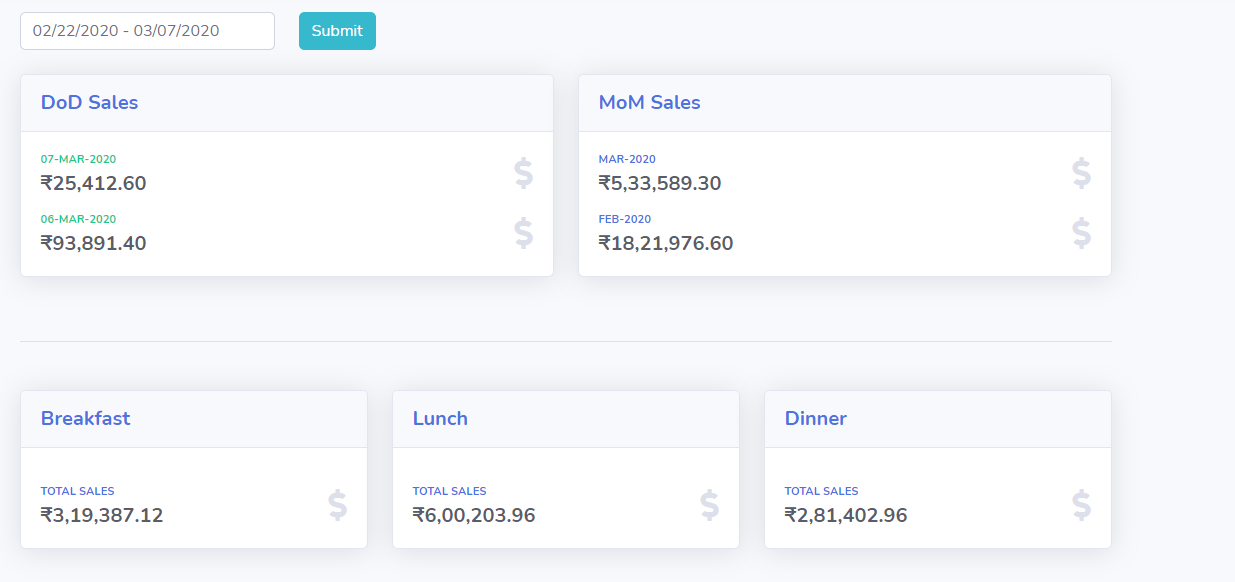 02/22/2020 - 03/07/2020
Submit
DoD Sales
07-MAR-2020
₹25,412.60
$
06-MAR-2020
₹93,891.40
$
MoM Sales
MAR-2020
₹5,33,589.30
$
FEB-2020
₹18,21,976.60
$
Breakfast
TOTAL SALES
₹3,19,387.12
$
Lunch
TOTAL SALES
₹6,00,203.96
$
Dinner
TOTAL SALES
₹2,81,402.96
$